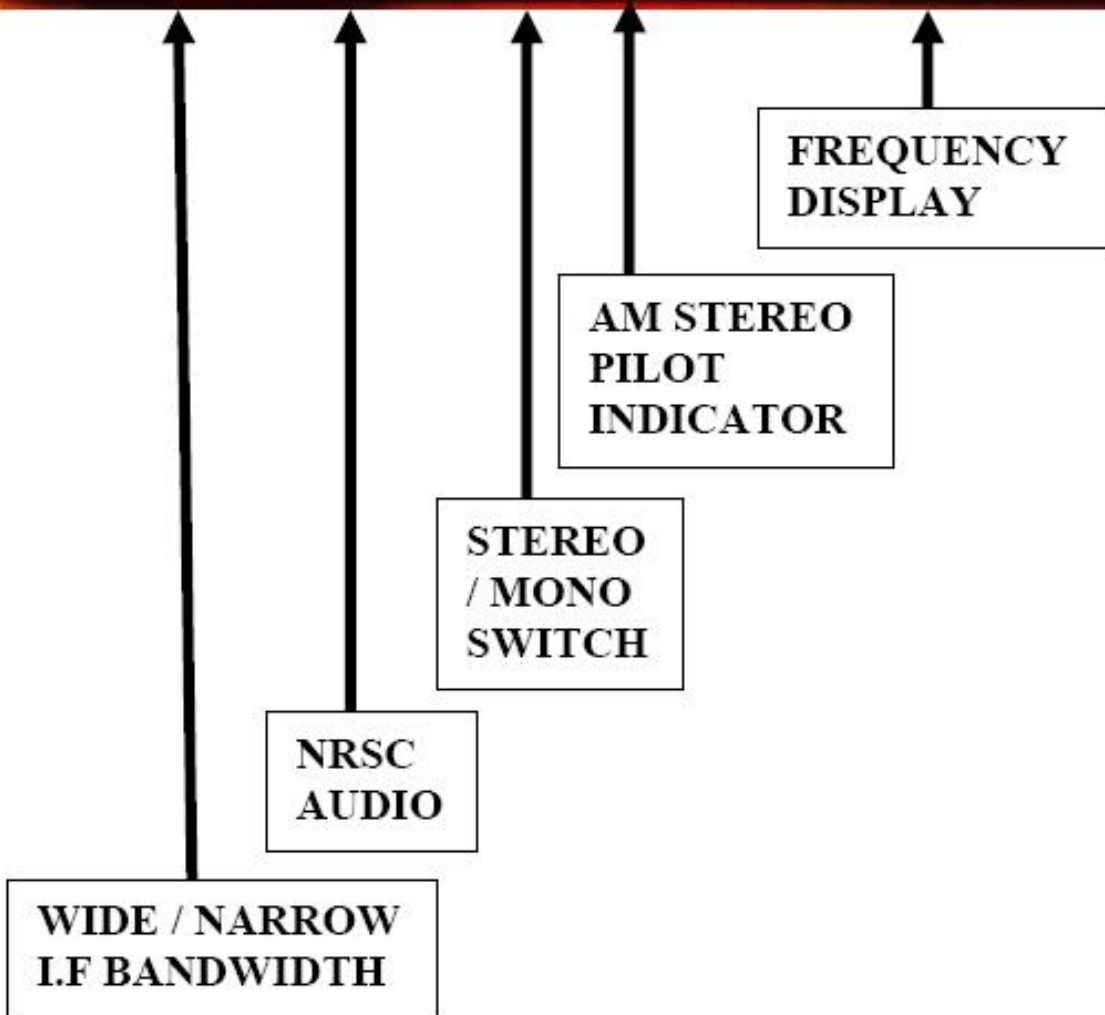 FREQUENCY
DISPLAY
AM STEREO
PILOT
INDICATOR
STEREO
/ MONO
SWITCH
NRSC
AUDIO
WIDE / NARROW
I.F BANDWIDTH